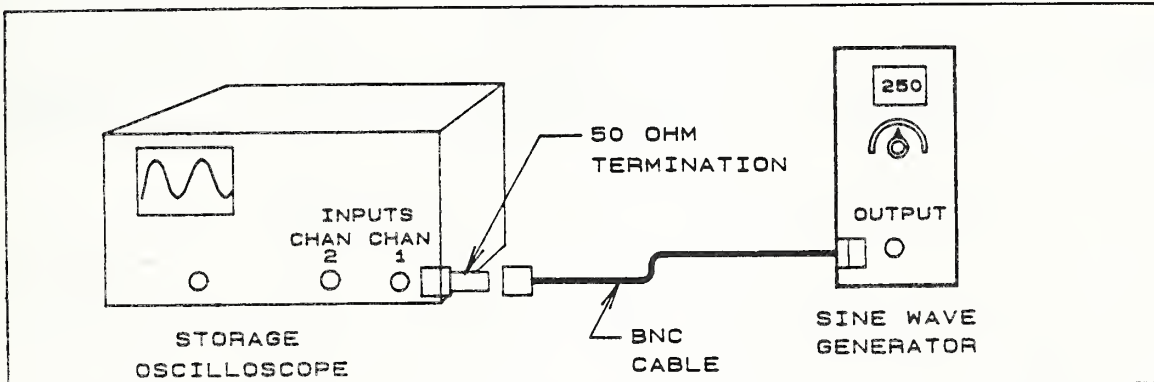 250
50 OHM
TERMINATION
OUTPUT
INPUTS
CHAN CHAN
2 1
STORAGE
OSCILLOSCOPE
BNC
CABLE
SINE WAVE
GENERATOR